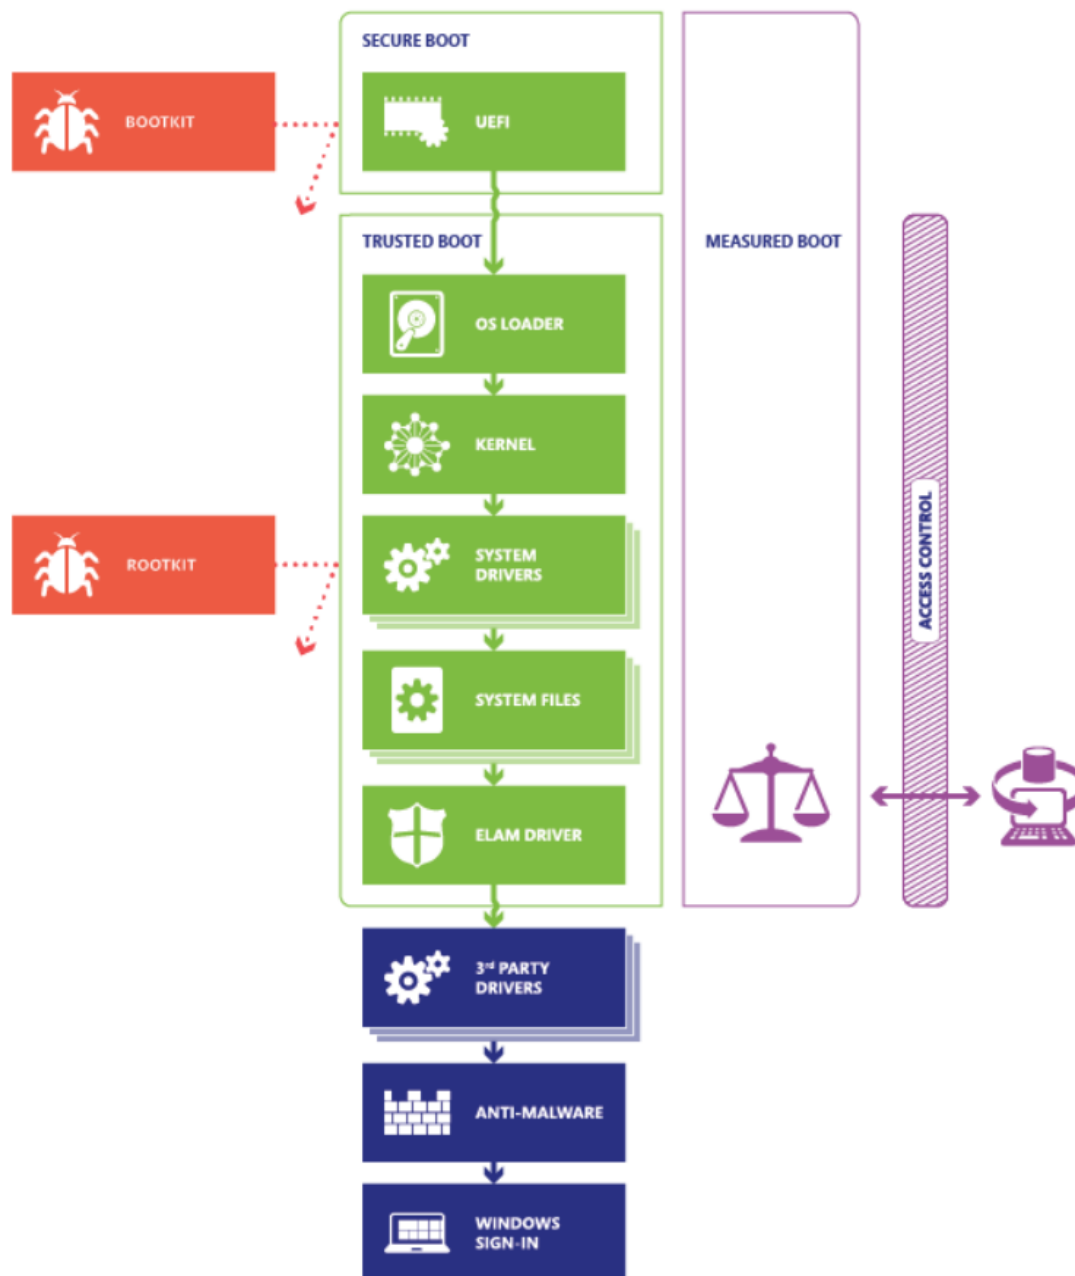 SECURE BOOT
BOOTKIT
UEFI
TRUSTED BOOT
MEASURED BOOT
OS LOADER
KERNEL
ROOTKIT
SYSTEM
DRIVERS
ACCESS CONTROL
SYSTEM FILES
ELAM DRIVER
3rd PARTY
DRIVERS
ANTI-MALWARE
WINDOWS
SIGN-IN